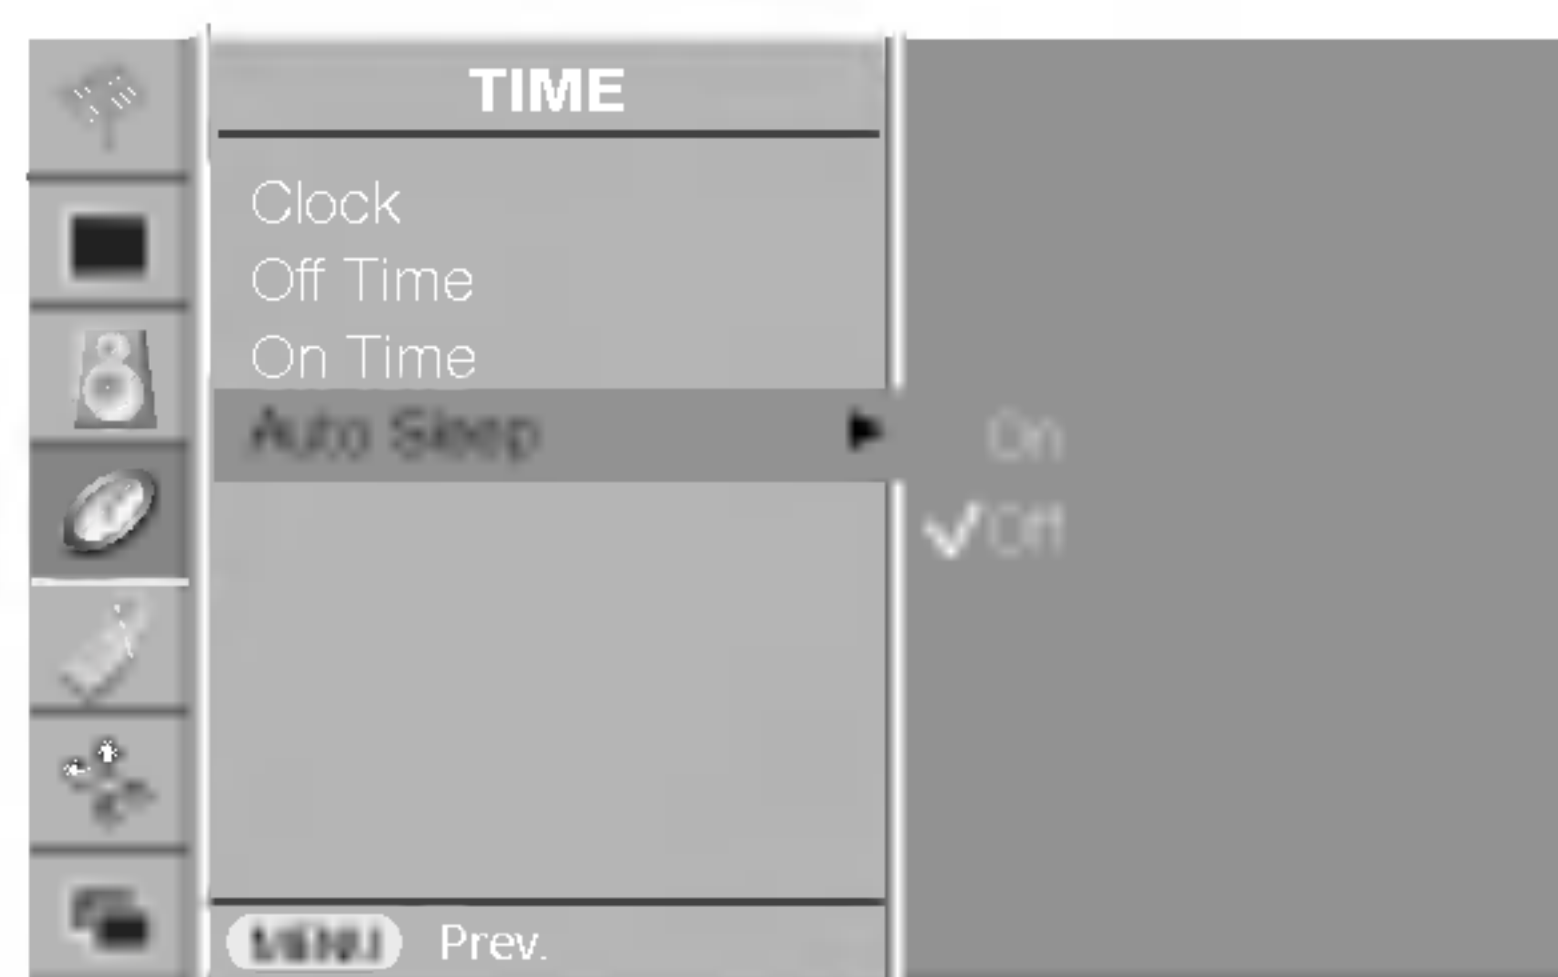 TIME
Clock
Off Time
On Time
Auto Sleep ▶ On
✓Off
MENU Prev.